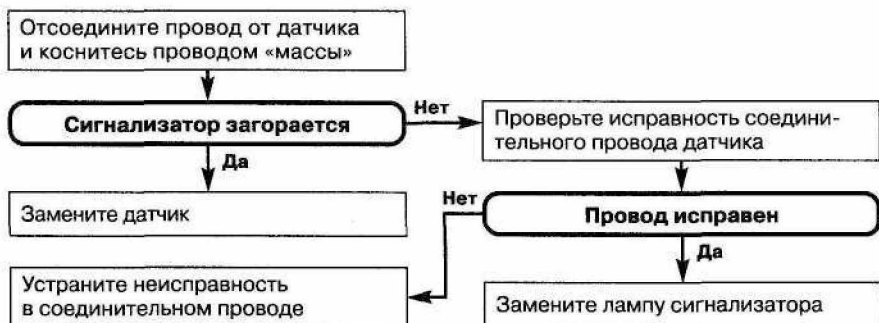 Отсоедините провод от датчика
и коснитесь проводом «массы»
Сигнализатор загорается
Нет
Проверьте исправность соедини-
тельного провода датчика
Да
Замените датчик
Нет
Провод исправен
Да
Устраните неисправность
в соединительном проводе
Замените лампу сигнализатора